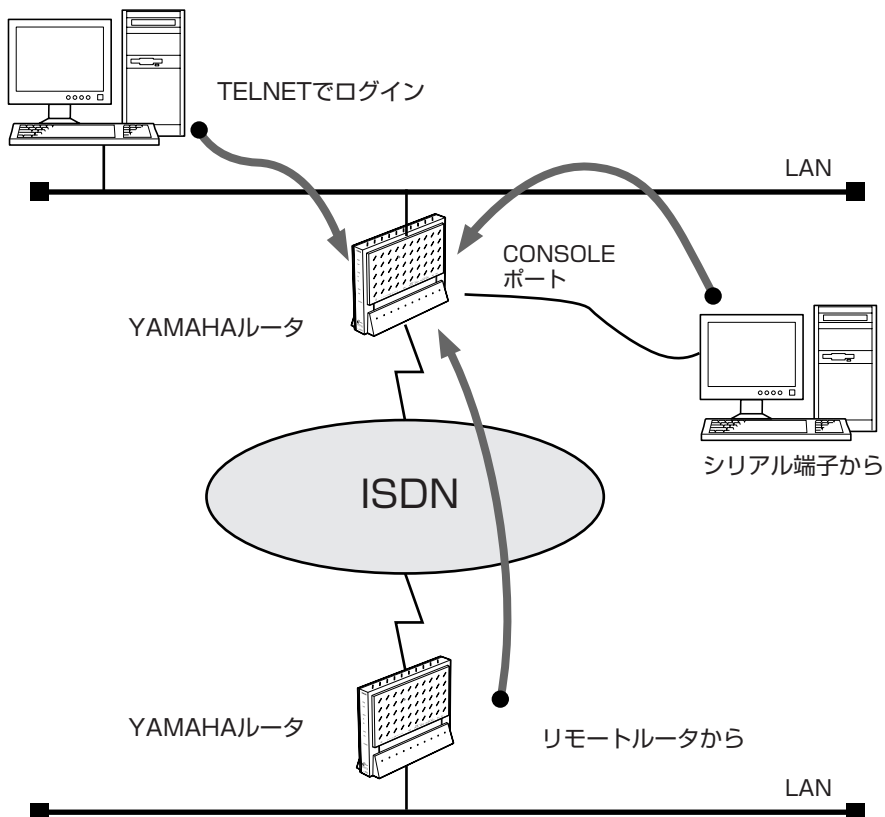 TELNETでログイン
LAN
CONSOLE
ポート
YAMAHAルータ
シリアル端子から
ISDN
YAMAHAルータ
リモートルータから
LAN